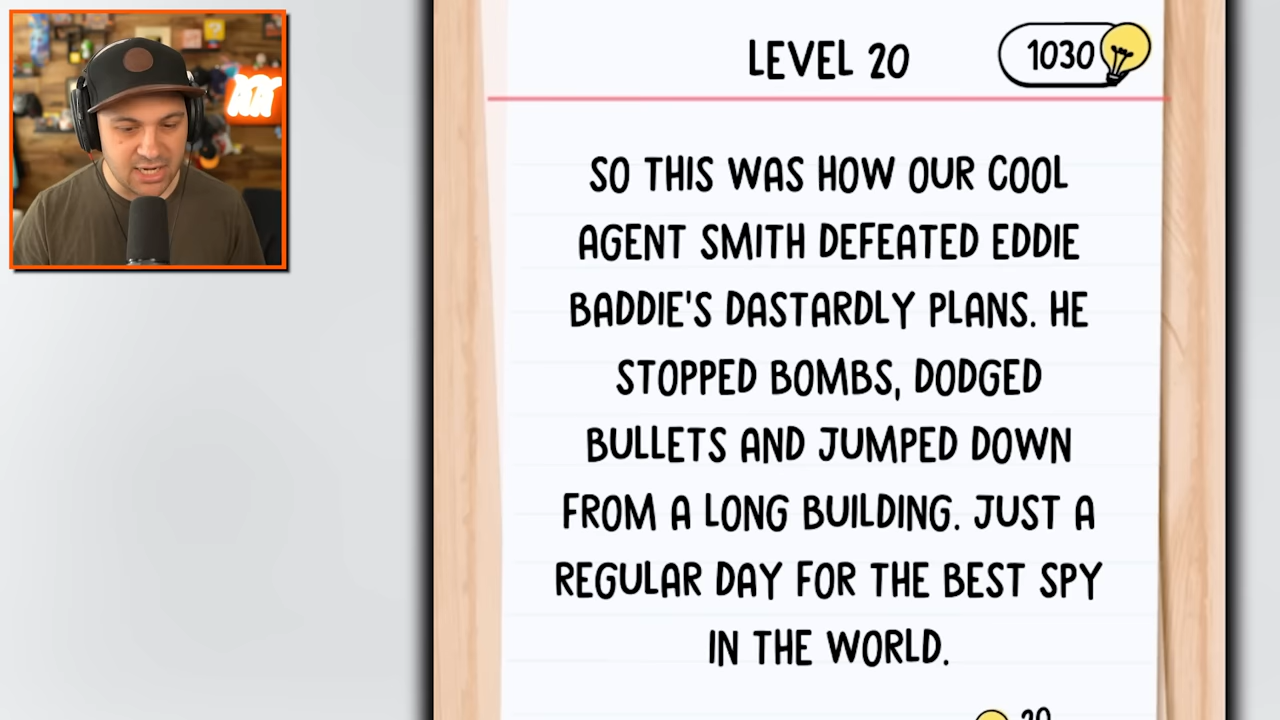 LEVEL 20
1030
SO THIS WAS HOW OUR COOL
AGENT SMITH DEFEATED EDDIE
BADDIE'S DASTARDLY PLANS. HE
STOPPED BOMBS, DODGED
BULLETS AND JUMPED DOWN
FROM A LONG BUILDING. JUST A
REGULAR DAY FOR THE BEST SPY
IN THE WORLD.
20